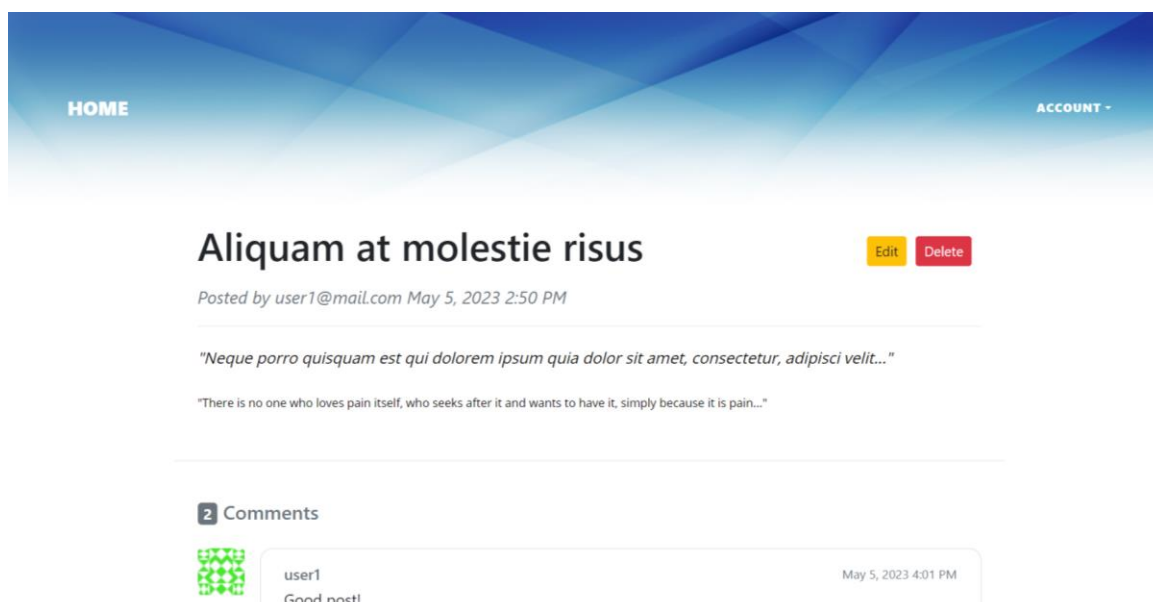 HOME
ACCOUNT
Aliquam at molestie risus
Edit
Delete
Posted by user1@mail.com May 5, 2023 2:50 PM
"Neque porro quisquam est qui dolorem ipsum quia dolor sit amet, consectetur, adipisci velit..."
"There is no one who loves pain itself, who seeks after it and wants to have it, simply because it is pain..."
2 Comments
user1
May 5, 2023 4:01 PM
Good post!